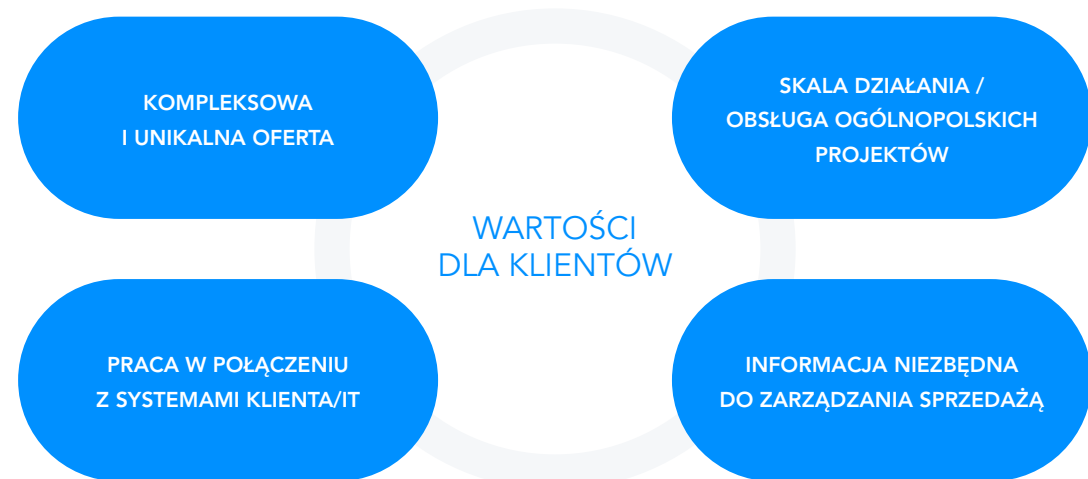 KOMPLEKSOWA
I UNIKALNA OFERTA
SKALA DZIAŁANIA /
OBSŁUGA OGÓLNOPOLSKICH
PROJEKTÓW
WARTOŚCI
DLA KLIENTÓW
PRACA W POŁĄCZENIU
Z SYSTEMAMI KLIENTA/IT
INFORMACJA NIEZBĘDNA
DO ZARZĄDZANIA SPRZEDAŻĄ